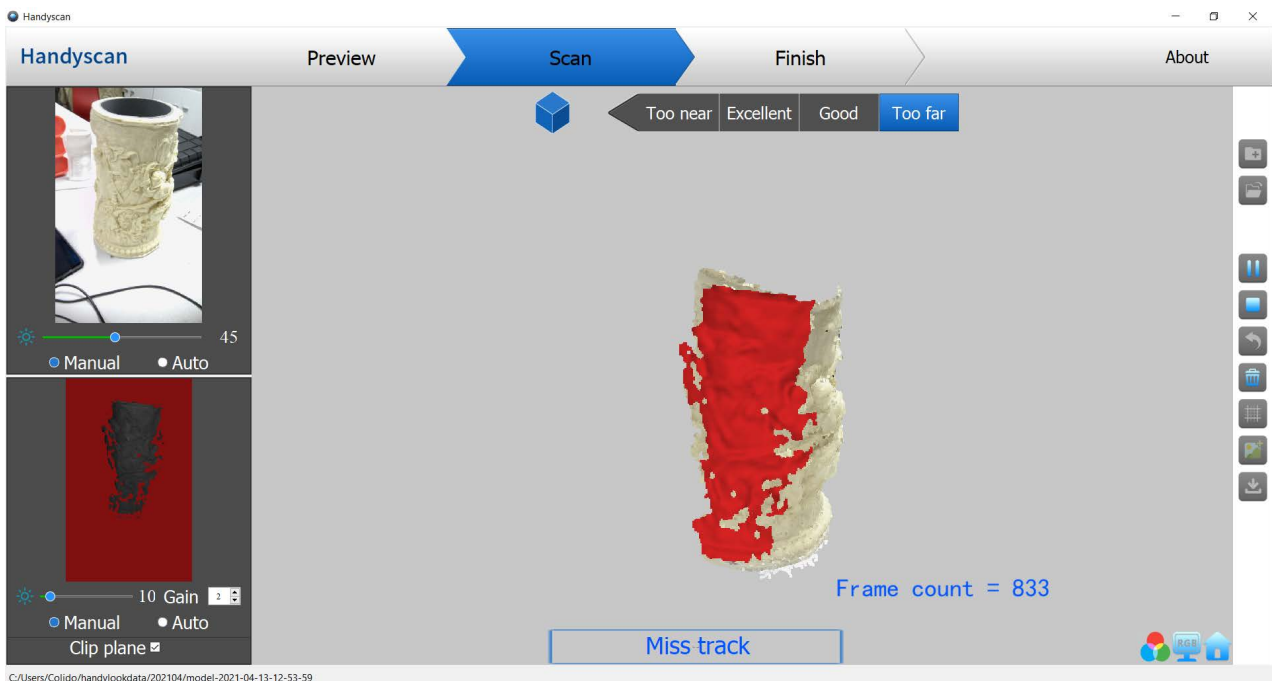 Handyscan
Handyscan
Preview
Scan
Finish
About
Too near
Excellent
Good
Too far
45
Manual
Auto
10 Gain 2
Manual
Auto
Clip plane
Frame count = 833
Miss track
RGB
C:/Users/Colido/handylookdata/202104/model-2021-04-13-12-53-59